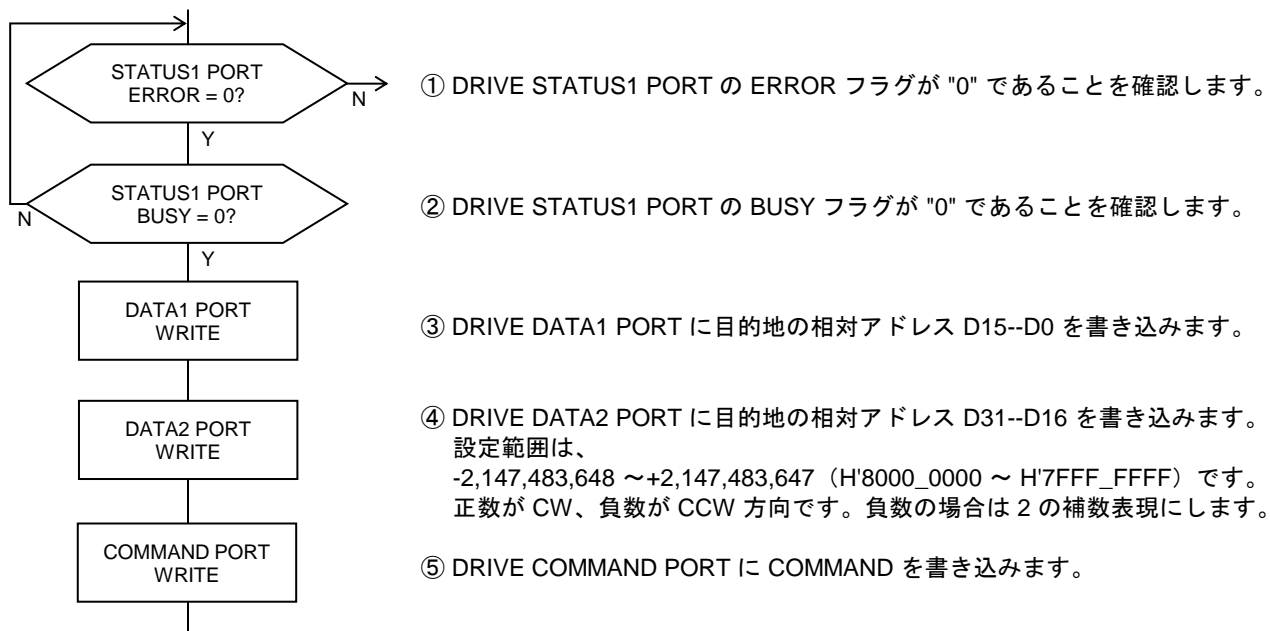 STATUS1 PORT
ERROR = 0?
N
① DRIVE STATUS1 PORT の ERROR フラグが "0" であることを確認します。
Y
STATUS1 PORT
BUSY = 0?
N
② DRIVE STATUS1 PORT の BUSY フラグが "0" であることを確認します。
Y
DATA1 PORT
WRITE
③ DRIVE DATA1 PORT に目的地の相対アドレス D15--D0 を書き込みます。
DATA2 PORT
WRITE
④ DRIVE DATA2 PORT に目的地の相対アドレス D31--D16 を書き込みます。
設定範囲は、
-2,147,483,648 ～+2,147,483,647（H'8000_0000 ～ H'7FFF_FFFF）です。
正数が CW、負数が CCW 方向です。負数の場合は 2 の補数表現にします。
COMMAND PORT
WRITE
⑤ DRIVE COMMAND PORT に COMMAND を書き込みます。